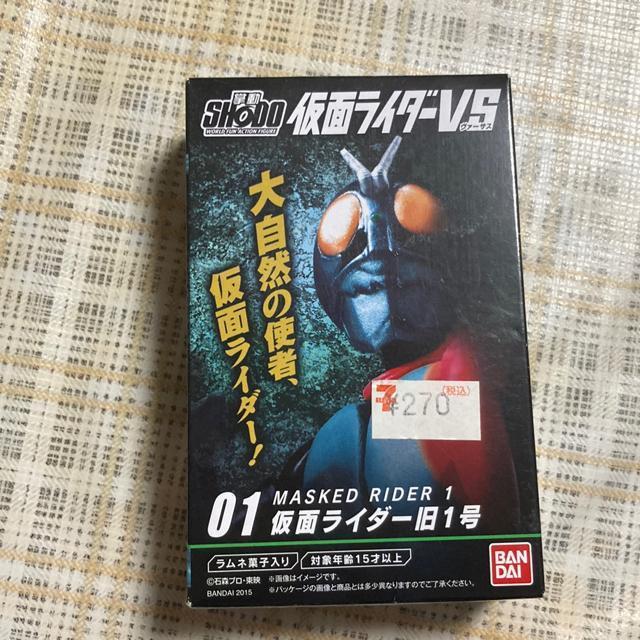 掌動
SHODO
WORLD FUN ACTION FIGURE
仮面ライダーVS
ヴァーサス
大自然の使者、
仮面ライダー!
7
(税込)
¥270
01
MASKED RIDER 1
仮面ライダー旧1号
ラムネ菓子入り
対象年齢15才以上
©石森プロ・東映
BANDAI 2015
※画像はイメージです。
※パッケージの画像と商品とは多少異なりますのでご了承ください。
BAN
DAI